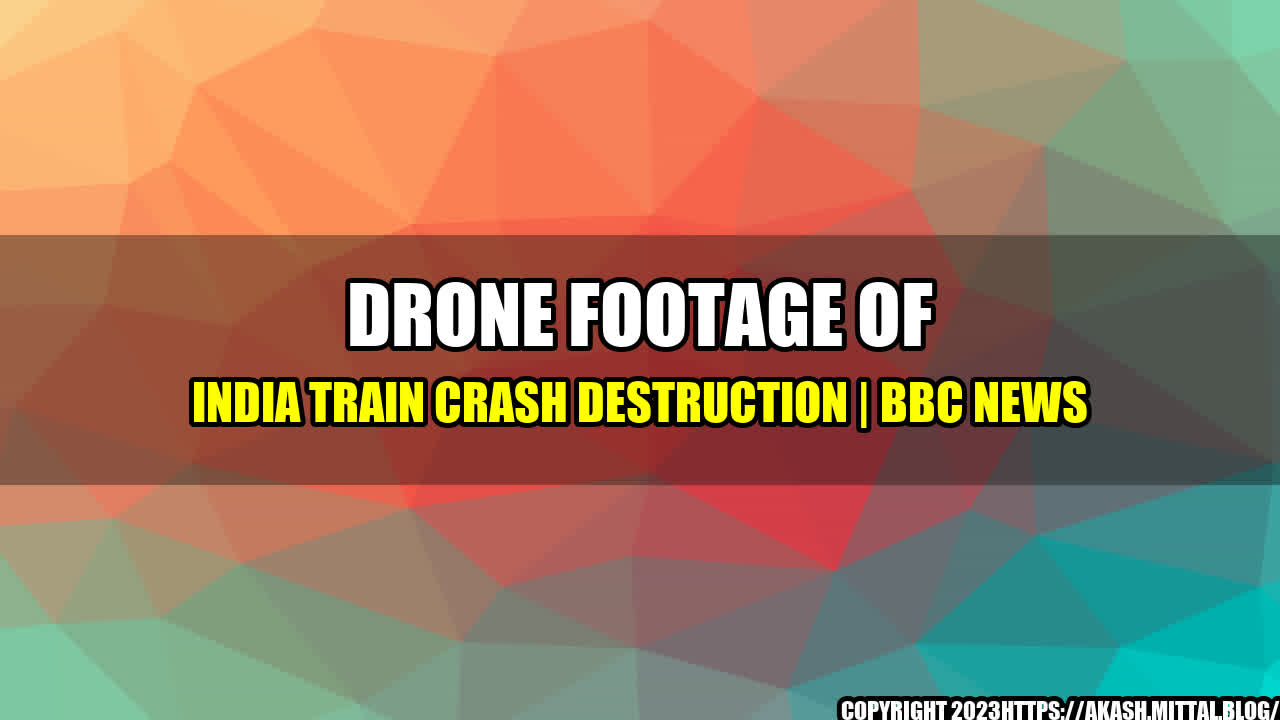 DRONE FOOTAGE OF
INDIA TRAIN CRASH DESTRUCTION | BBC NEWS
COPYRIGHT 2023HTTPS://AKASH.MITTAL.BLOG/